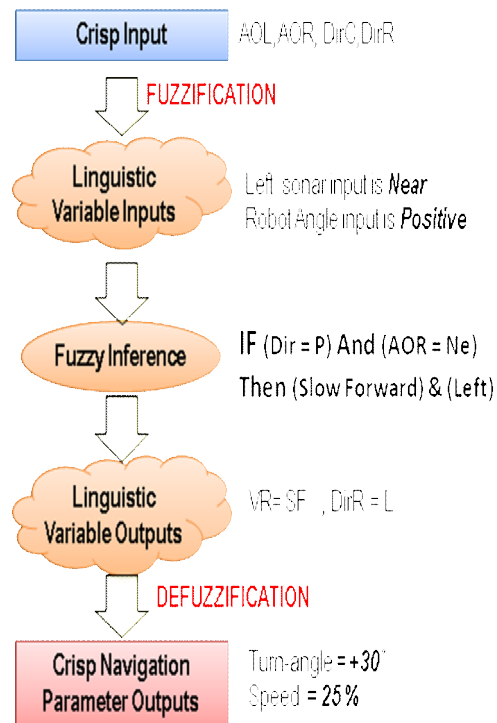 Crisp Input
AOL, AOR, DirC, DirR
FUZZIFICATION
Linguistic
Variable Inputs
Left sonar input is Near
Robot Angle input is Positive
Fuzzy Inference
IF (Dir = P) And (AOR = Ne)
Then (Slow Forward) & (Left)
Linguistic
Variable Outputs
VR= SF , DirR = L
DEFUZZIFICATION
Crisp Navigation
Parameter Outputs
Turn-angle = +30°
Speed = 25%